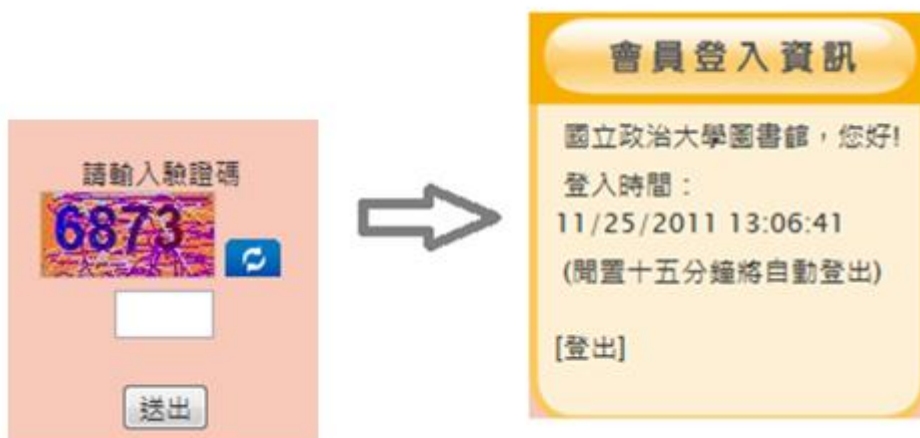 請輸入驗證碼
6873
送出
會員登入資訊
國立政治大學圖書館,您好!
登入時間:
11/25/2011 13:06:41
(閒置十五分鐘將自動登出)
[登出]